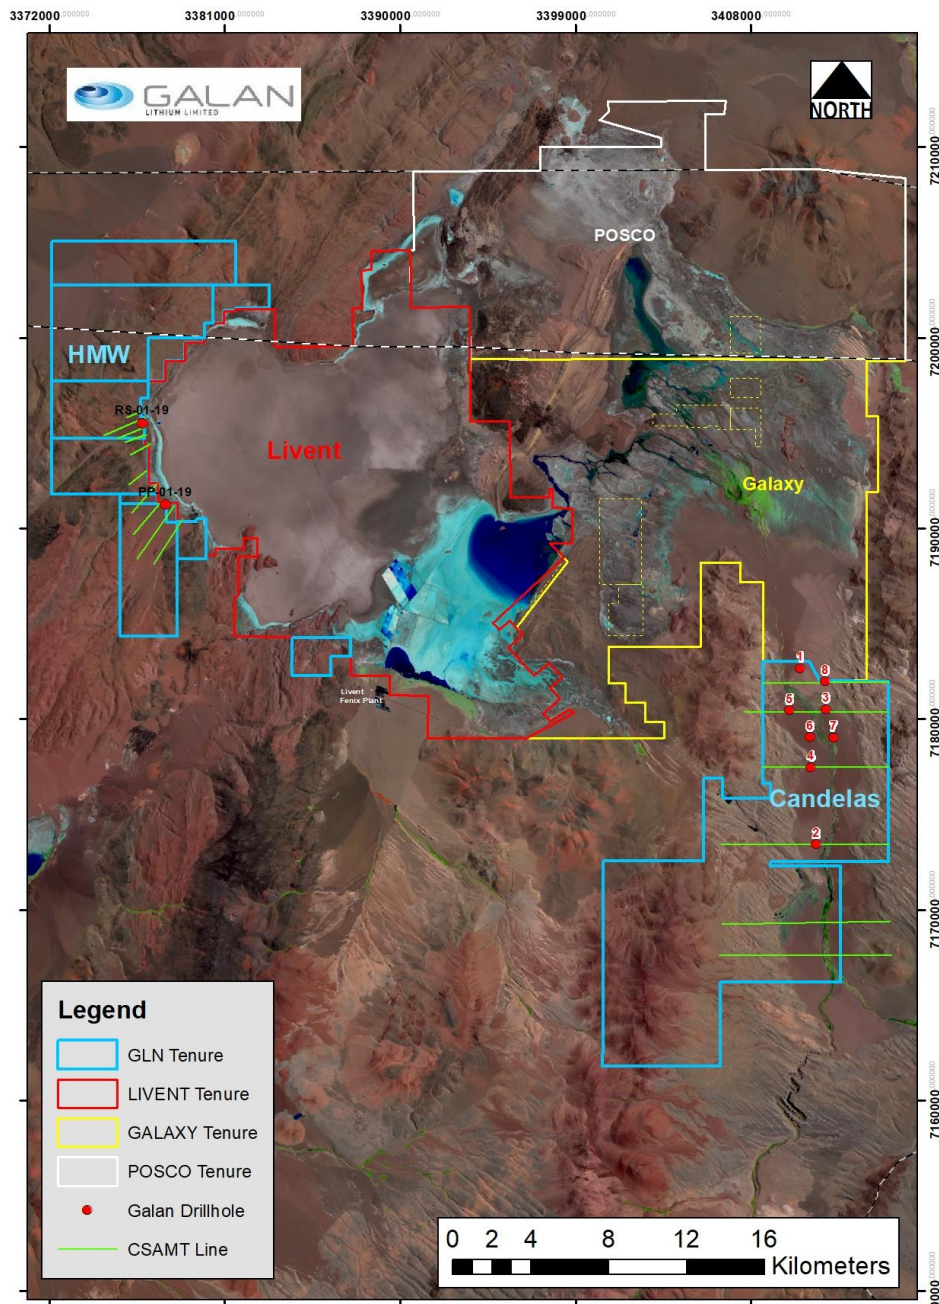 3372000.000000
3381000.000000
3390000.000000
3399000.000000
3408000.000000
GALAN
LITHIUM LIMITED
NORTH
7210000.000000
POSCO
HMW
7200000.000000
RS-01-19
Livent
Galaxy
PP-01-19
7190000.000000
1
8
5
3
Livent
Fenix Plant
6
7
7180000.000000
4
Candelas
2
7170000.000000
Legend
GLN Tenure
LIVENT Tenure
7160000.000000
GALAXY Tenure
POSCO Tenure
Galan Drillhole
CSAMT Line
0 2 4 8 12 16
Kilometers